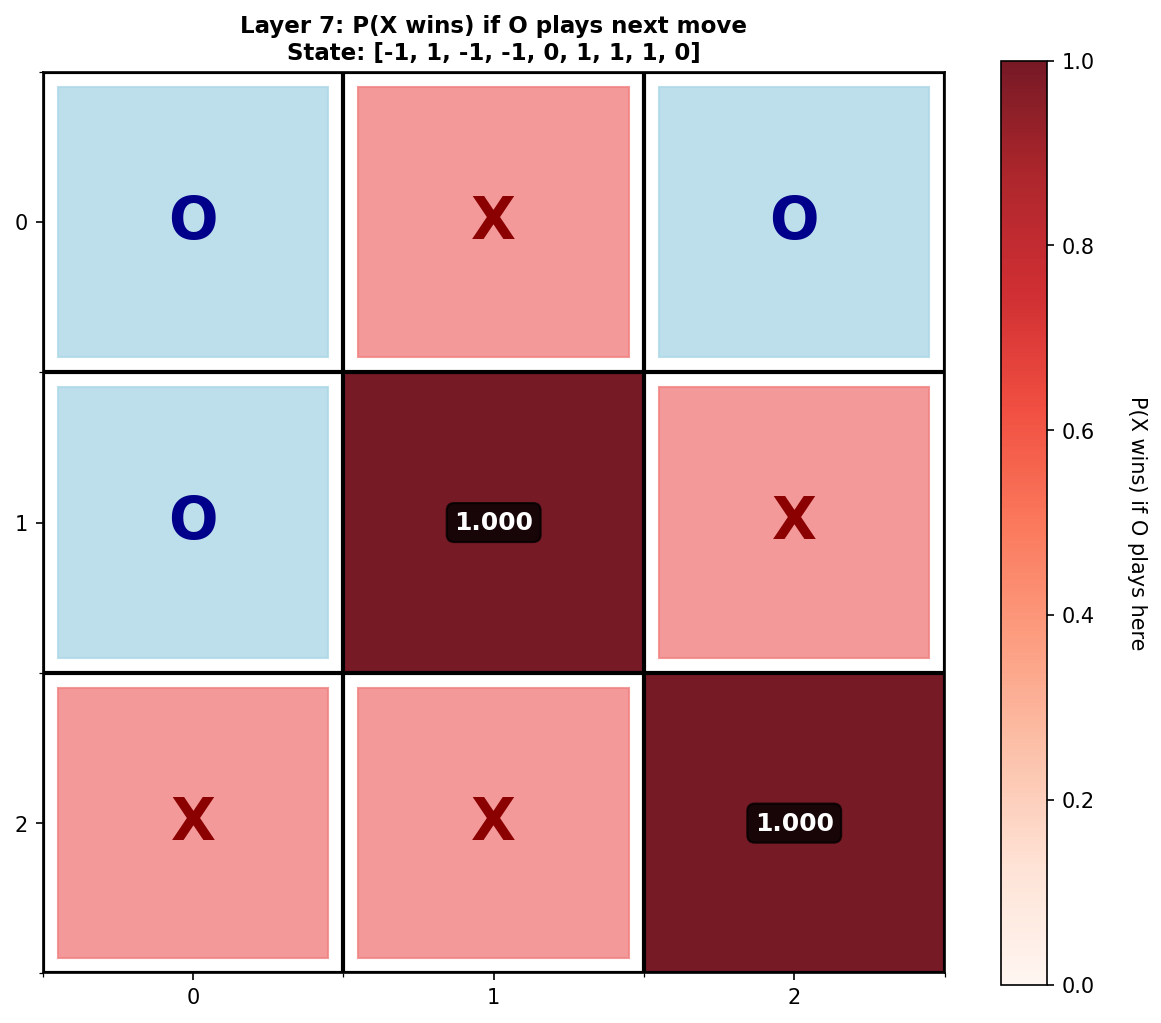 Layer 7: P(X wins) if O plays next move
State: [-1, 1, -1, -1, 0, 1, 1, 1, 0]
1.0
0 O X O
0.8
0.6
1 O 1.000 X
P(X wins) if O plays here
0.4
0.2
2 X X 1.000
0.0
0 1 2